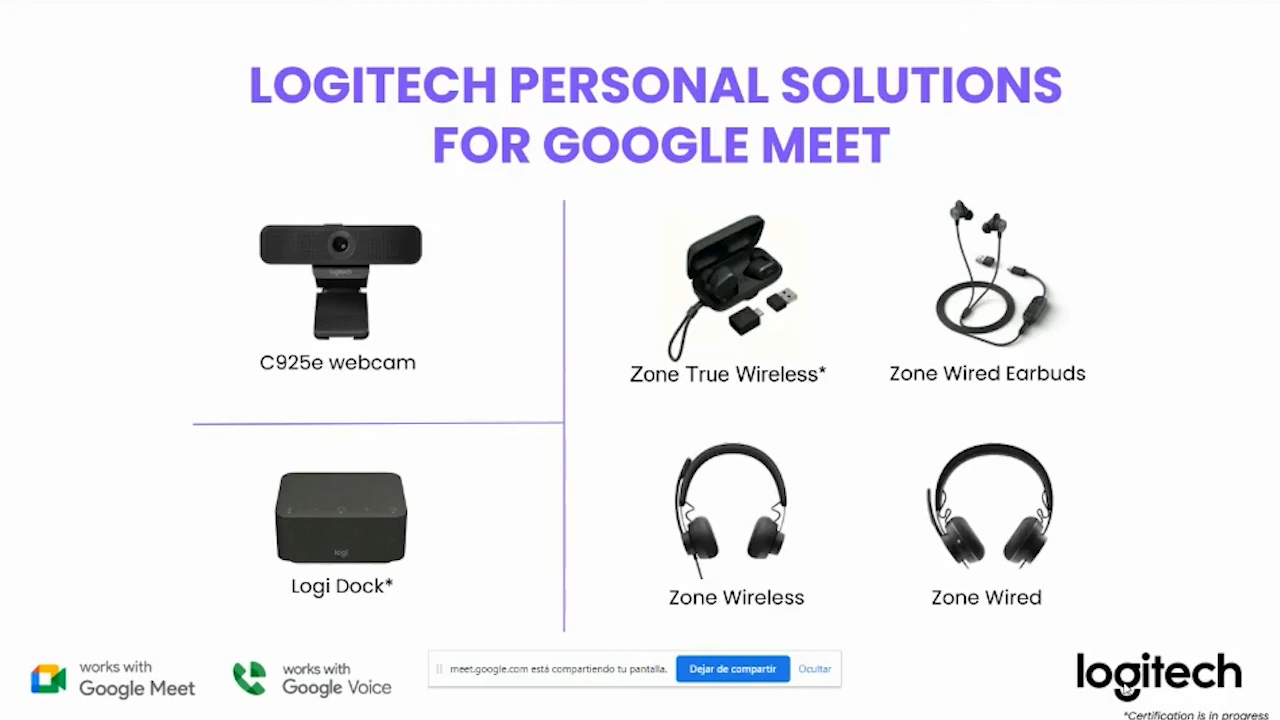 LOGITECH PERSONAL SOLUTIONS
FOR GOOGLE MEET
logitech
C925e webcam
Zone True Wireless*
Zone Wired Earbuds
logi
Logi Dock*
Zone Wireless
Zone Wired
works with
Google Meet
works with
Google Voice
meet.google.com está compartiendo tu pantalla.
Dejar de compartir
Ocultar
logitech
*Certification is in progress